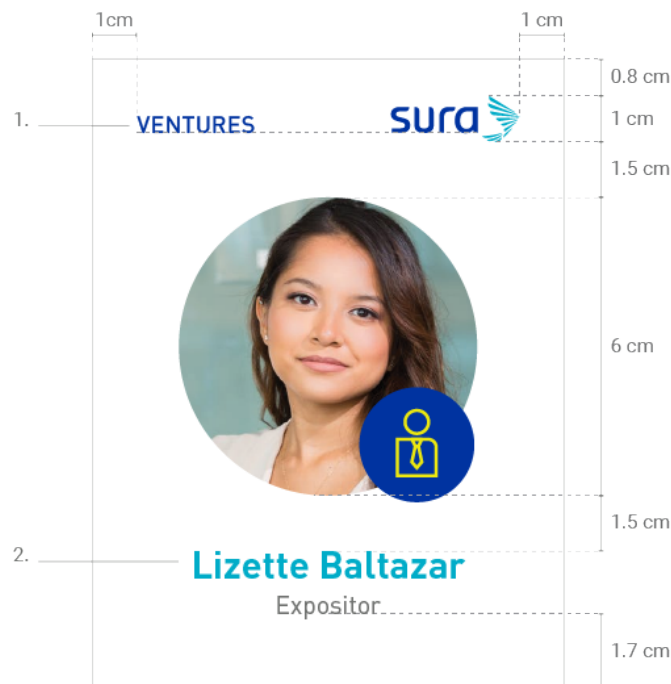 1cm 1 cm
0.8 cm
1. VENTURES sura 1 cm
1.5 cm
6 cm
1.5 cm
2. Lizette Baltazar
Expositor
1.7 cm